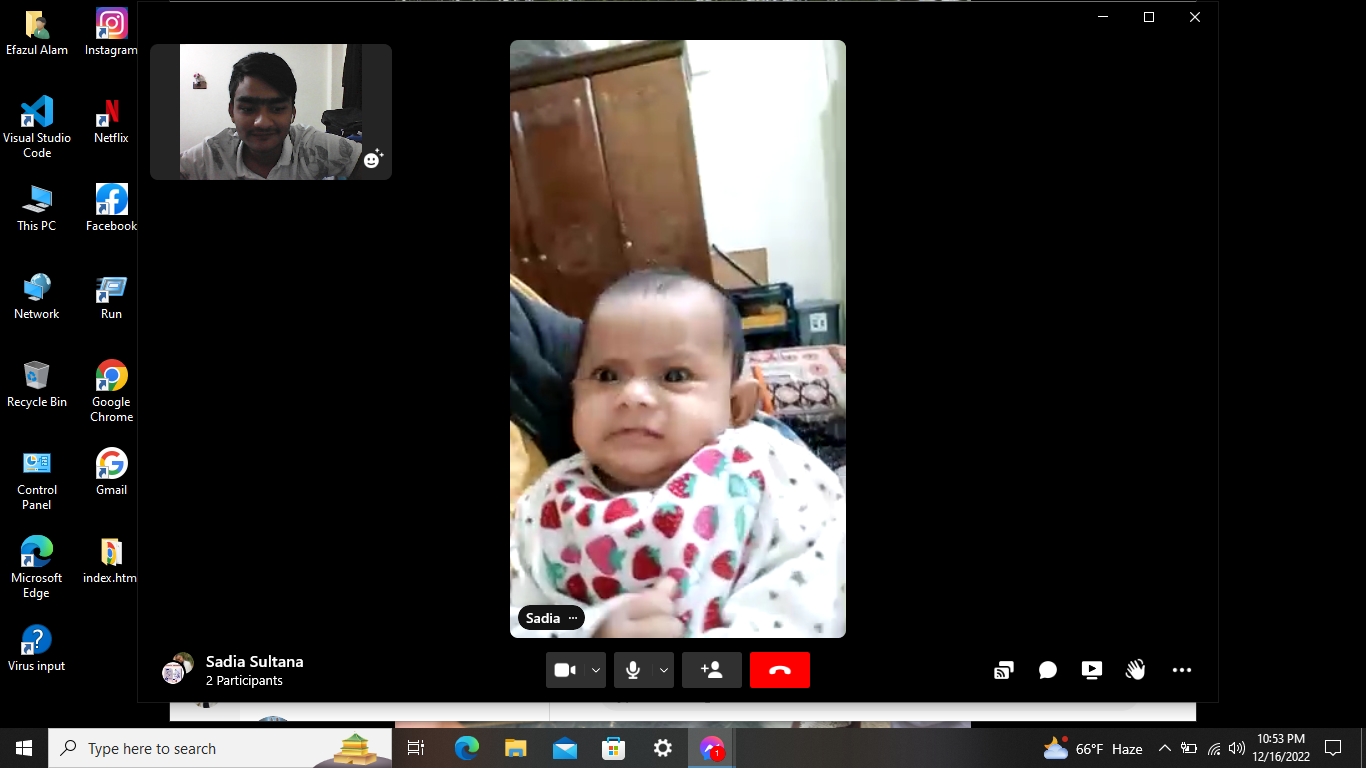 Efazul Alam
Instagram
Visual Studio
Code
Netflix
This PC
Facebook
Network
Run
Recycle Bin
Google
Chrome
Control
Panel
Gmail
Microsoft
Edge
index.htm
Virus input
Sadia ···
Sadia Sultana
2 Participants
Type here to search
1
66°F Haze
10:53 PM
12/16/2022